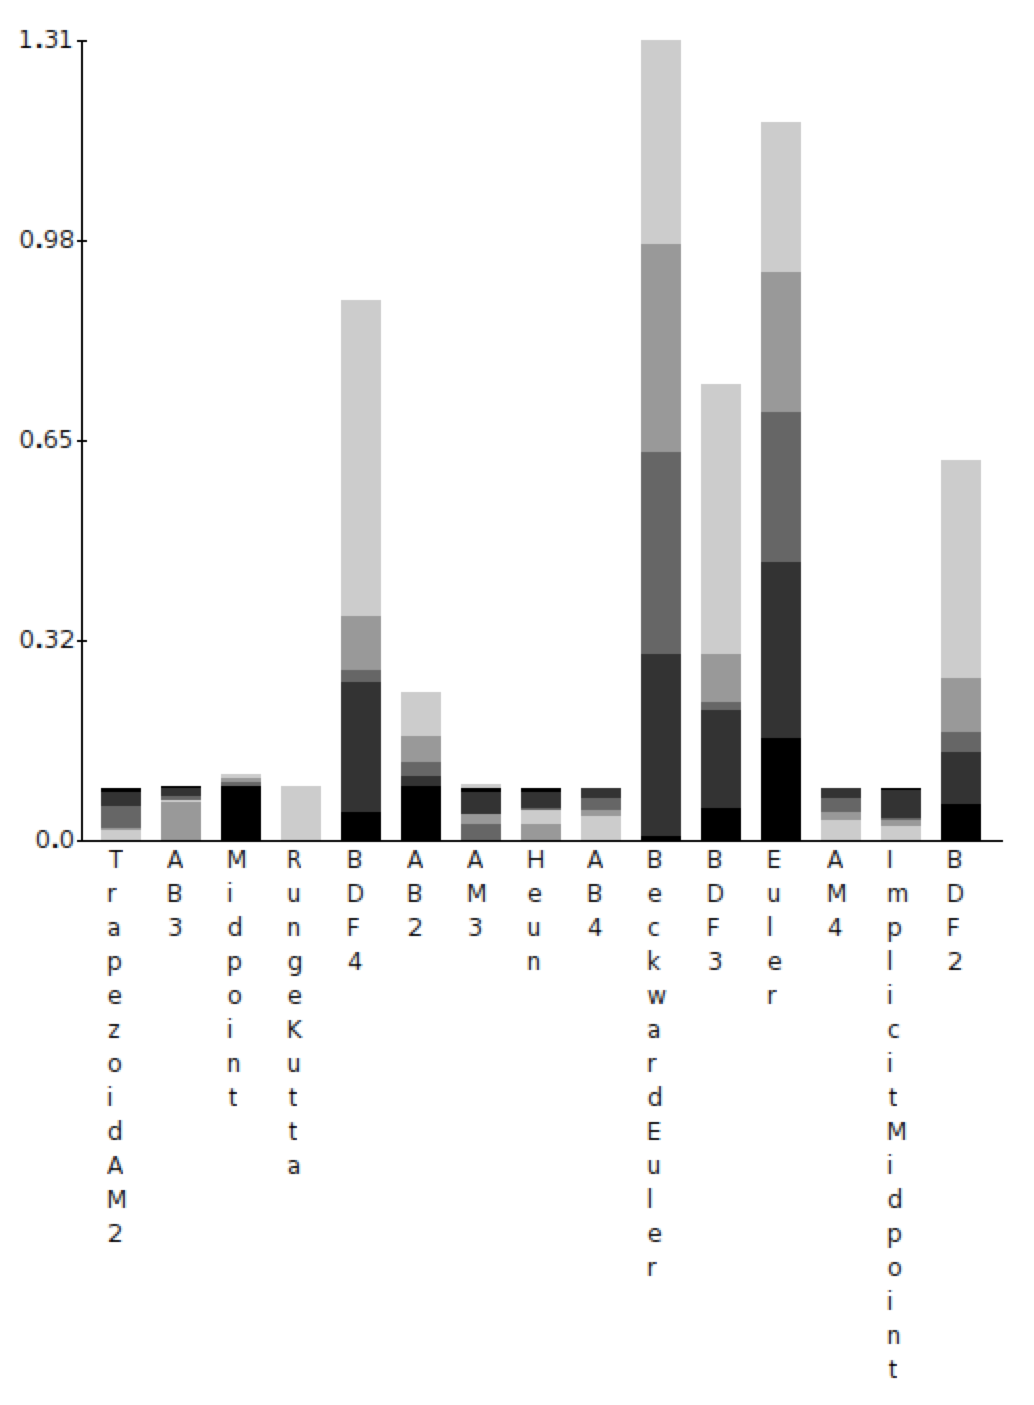 1.31
0.98
0.65
0.32
0.0
TrapezoidAM2
AB3
Midpoint
RungeKutta
BDF4
AB2
AM3
Heun
AB4
BeckwardEuler
BDF3
Euler
AM4
ImplicitMidpoint
BDF2